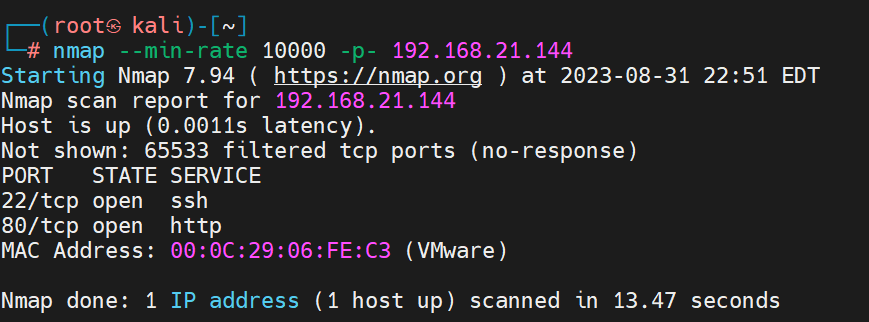 ┌──(root㉿kali)-[~]
└─# nmap --min-rate 10000 -p- 192.168.21.144
Starting Nmap 7.94 ( https://nmap.org ) at 2023-08-31 22:51 EDT
Nmap scan report for 192.168.21.144
Host is up (0.0011s latency).
Not shown: 65533 filtered tcp ports (no-response)
PORT   STATE SERVICE
22/tcp open  ssh
80/tcp open  http
MAC Address: 00:0C:29:06:FE:C3 (VMware)
Nmap done: 1 IP address (1 host up) scanned in 13.47 seconds